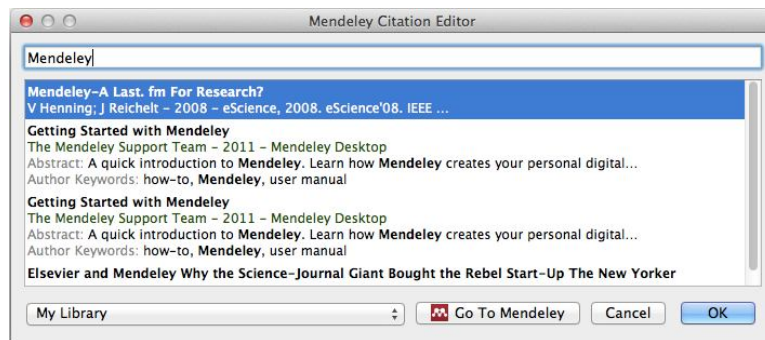 Mendeley Citation Editor
Mendeley
Mendeley-A Last. fm For Research?
V Henning; J Reichelt - 2008 - eScience, 2008. eScience'08. IEEE ...
Getting Started with Mendeley
The Mendeley Support Team - 2011 - Mendeley Desktop
Abstract: A quick introduction to Mendeley. Learn how Mendeley creates your personal digital...
Author Keywords: how-to, Mendeley, user manual
Getting Started with Mendeley
The Mendeley Support Team - 2011 - Mendeley Desktop
Abstract: A quick introduction to Mendeley. Learn how Mendeley creates your personal digital...
Author Keywords: how-to, Mendeley, user manual
Elsevier and Mendeley Why the Science-Journal Giant Bought the Rebel Start-Up The New Yorker
My Library Go To Mendeley Cancel OK